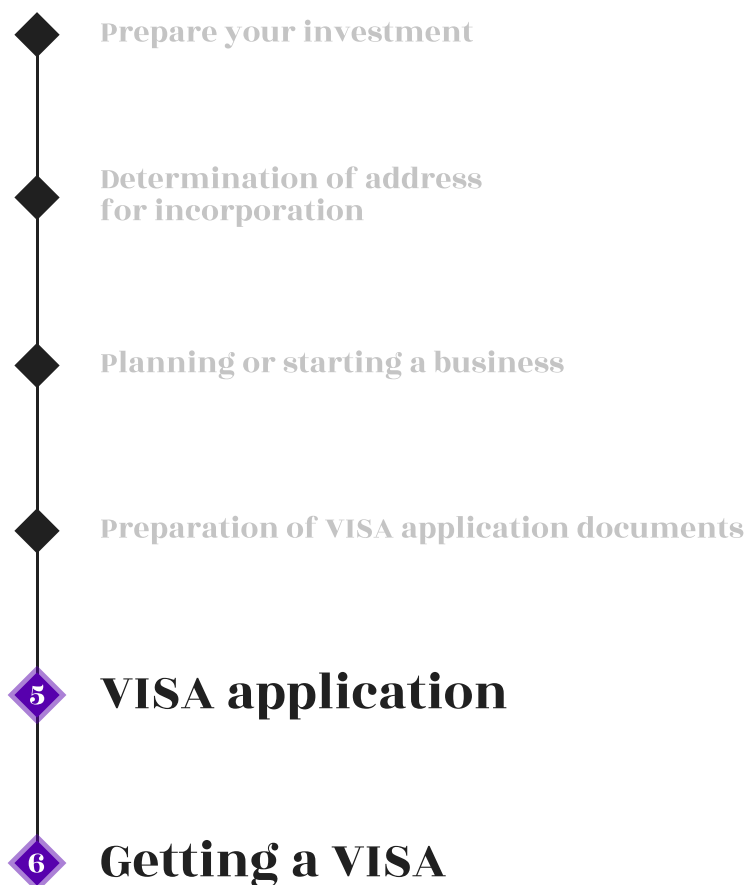 Prepare your investment
Determination of address
for incorporation
Planning or starting a business
Preparation of VISA application documents
5 VISA application
6 Getting a VISA